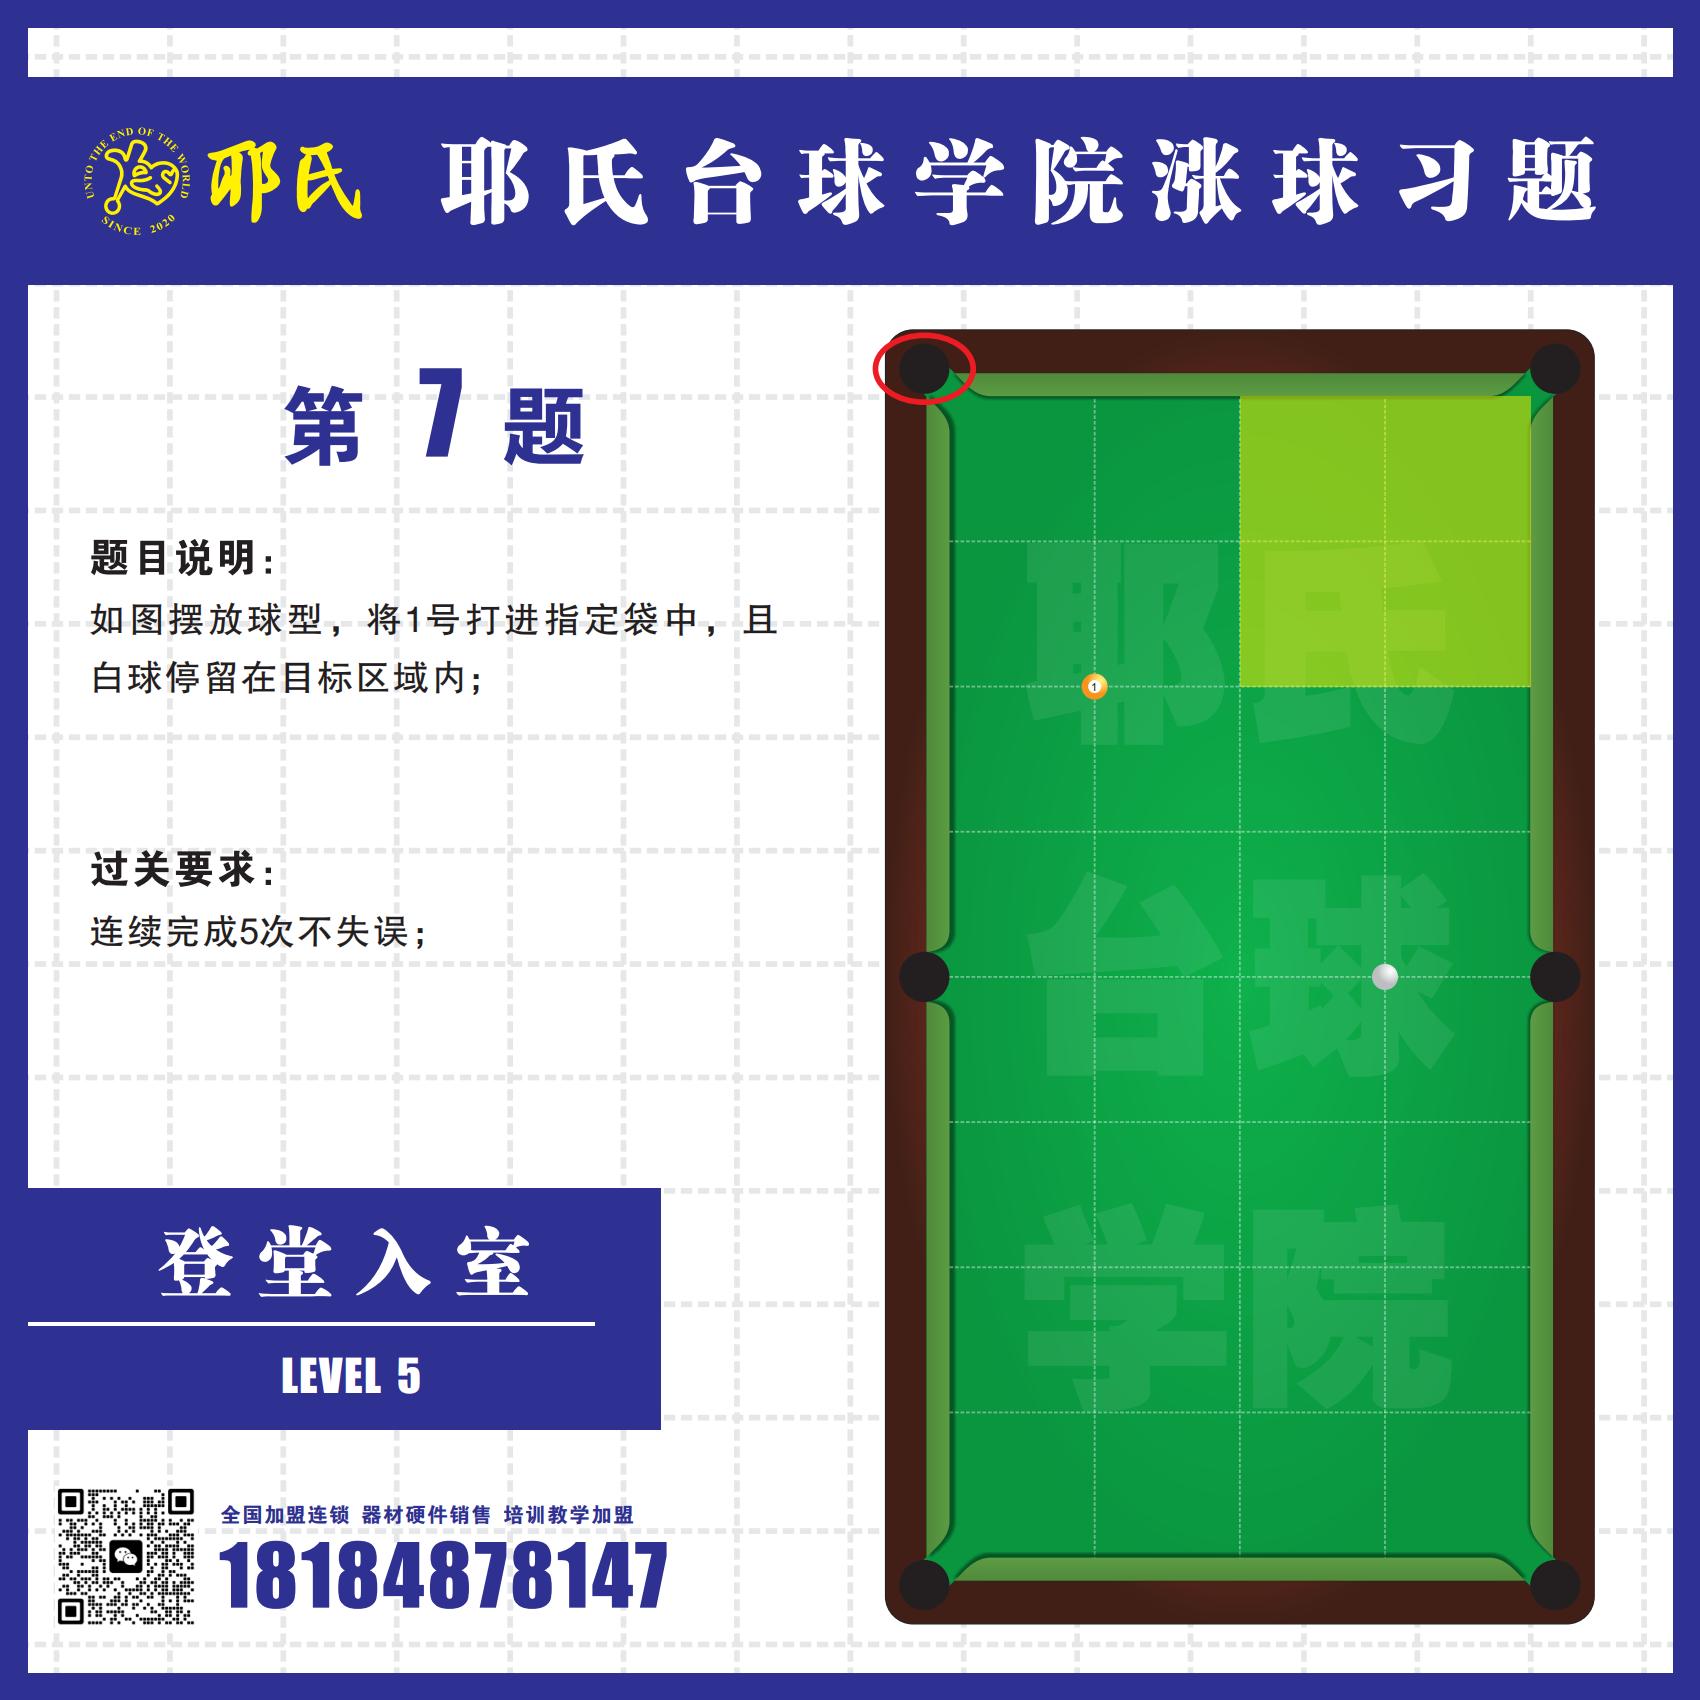 UNTO THE END OF THE WORLD
SINCE 2020
耶氏
耶氏台球学院涨球习题
第 7 题
题目说明:
如图摆放球型，将1号打进指定袋中，且
白球停留在目标区域内;
过关要求:
连续完成5次不失误;
登堂入室
LEVEL 5
全国加盟连锁 器材硬件销售 培训教学加盟
18184878147
耶氏
1
台球
学院